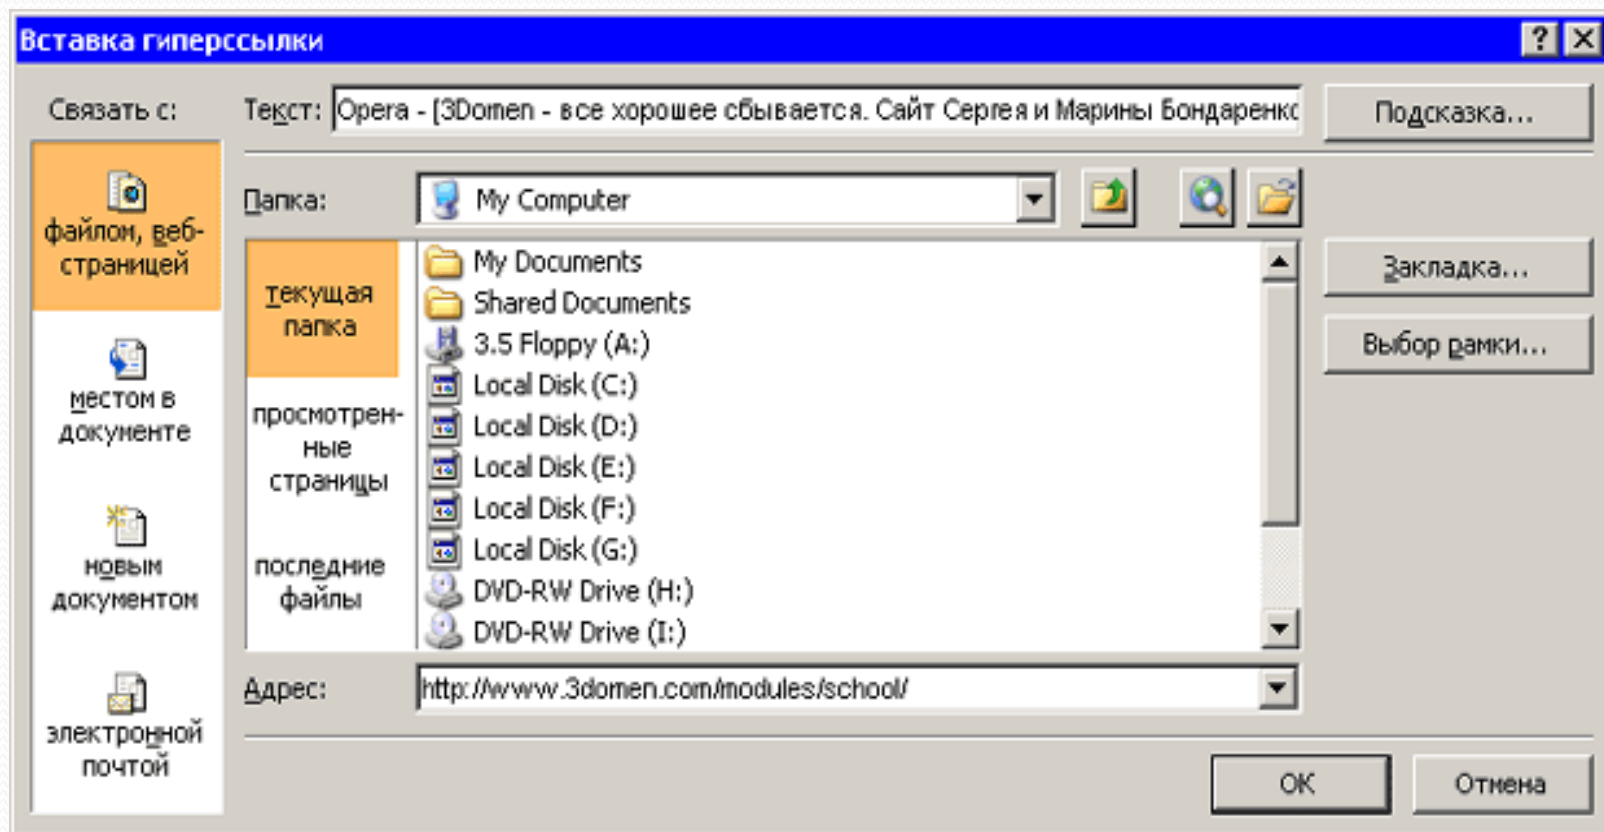 Вставка гиперссылки
Связать с:
Текст: Opera - [3Domen - все хорошее сбывается. Сайт Сергея и Марины Бондаренко
Подсказка...
файлом, веб-
страницей
местом в
документе
новым
документом
электронной
почтой
Папка: My Computer
текущая
папка
просмотрен-
ные
страницы
последние
файлы
My Documents
Shared Documents
3.5 Floppy (A:)
Local Disk (C:)
Local Disk (D:)
Local Disk (E:)
Local Disk (F:)
Local Disk (G:)
DVD-RW Drive (H:)
DVD-RW Drive (I:)
Закладка...
Выбор рамки...
Адрес: http://www.3domen.com/modules/school/
ОК
Отмена